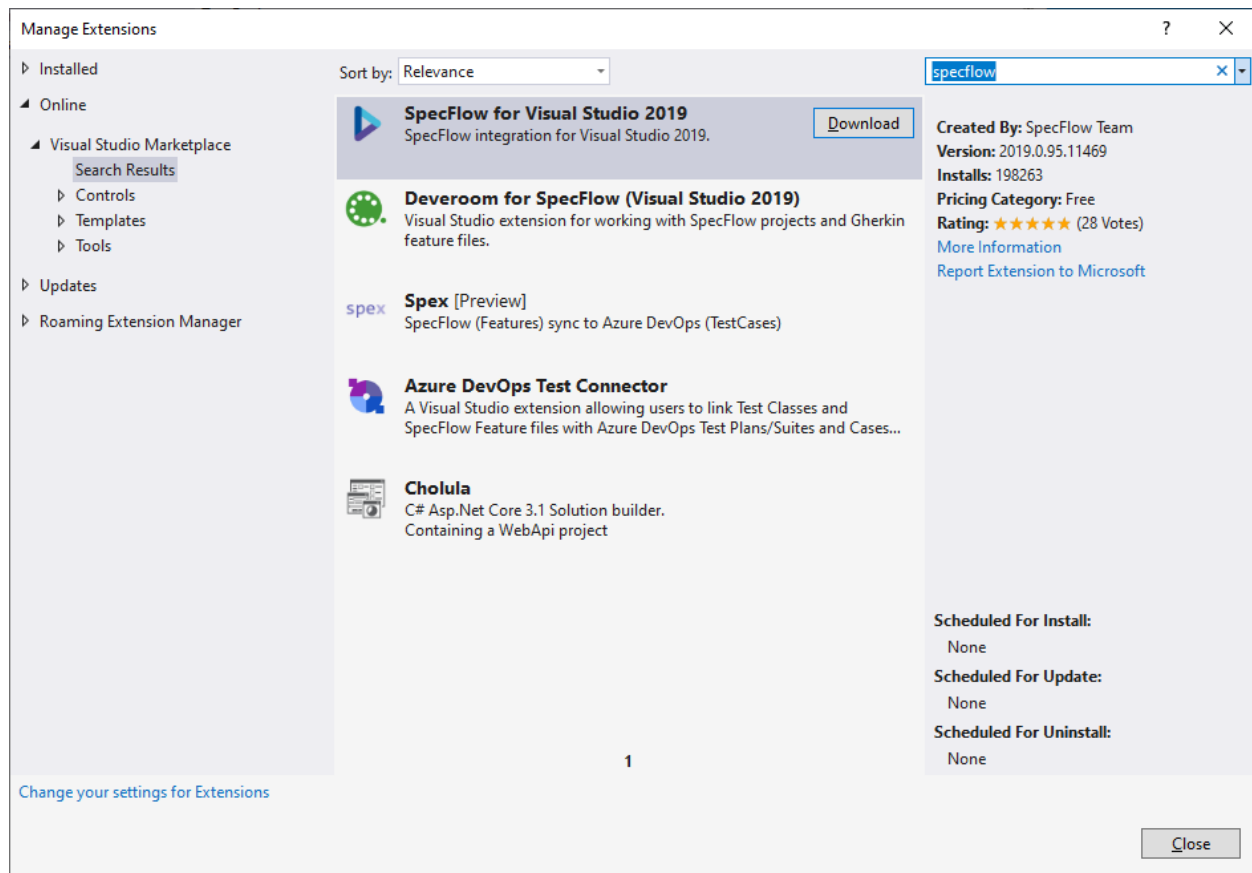 Manage Extensions
?
Installed
Online
Visual Studio Marketplace
Search Results
Controls
Templates
Tools
Updates
Roaming Extension Manager
Sort by: Relevance
SpecFlow for Visual Studio 2019
SpecFlow integration for Visual Studio 2019.
Download
Deveroom for SpecFlow (Visual Studio 2019)
Visual Studio extension for working with SpecFlow projects and Gherkin
feature files.
spex
Spex [Preview]
SpecFlow (Features) sync to Azure DevOps (TestCases)
Azure DevOps Test Connector
A Visual Studio extension allowing users to link Test Classes and
SpecFlow Feature files with Azure DevOps Test Plans/Suites and Cases...
Cholula
C# Asp.Net Core 3.1 Solution builder.
Containing a WebApi project
1
specflow
Created By: SpecFlow Team
Version: 2019.0.95.11469
Installs: 198263
Pricing Category: Free
Rating: ★★★★★ (28 Votes)
More Information
Report Extension to Microsoft
Scheduled For Install:
None
Scheduled For Update:
None
Scheduled For Uninstall:
None
Change your settings for Extensions
Close